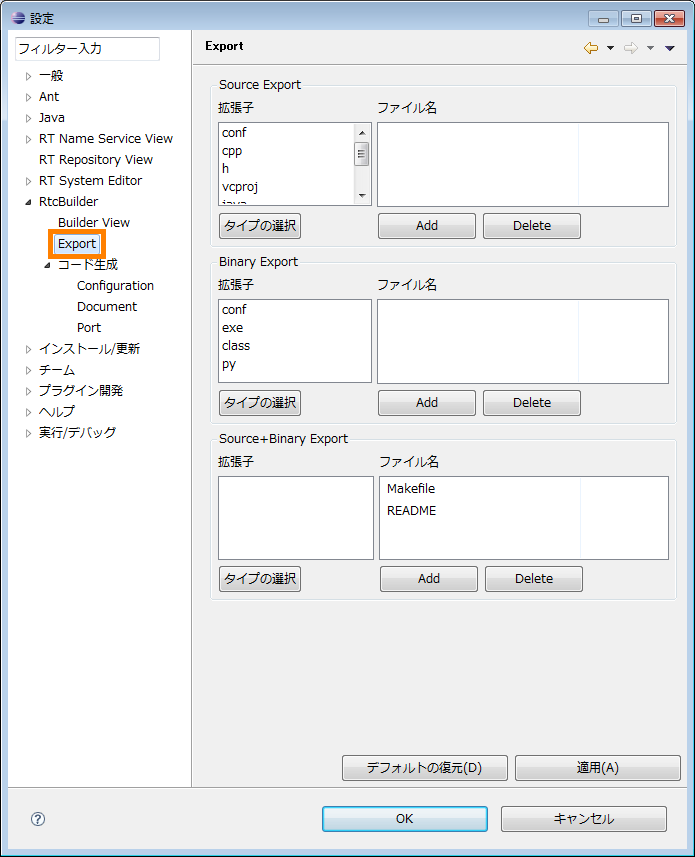 設定
フィルター入力
一般
Ant
Java
RT Name Service View
RT Repository View
RT System Editor
RtcBuilder
Builder View
Export
コード生成
Configuration
Document
Port
インストール/更新
チーム
プラグイン開発
ヘルプ
実行/デバッグ
Export
Source Export
拡張子 ファイル名
conf
cpp
h
vcproj
java
タイプの選択 Add Delete
Binary Export
拡張子 ファイル名
conf
exe
class
py
タイプの選択 Add Delete
Source+Binary Export
拡張子 ファイル名
Makefile
README
タイプの選択 Add Delete
デフォルトの復元(D) 適用(A)
OK キャンセル